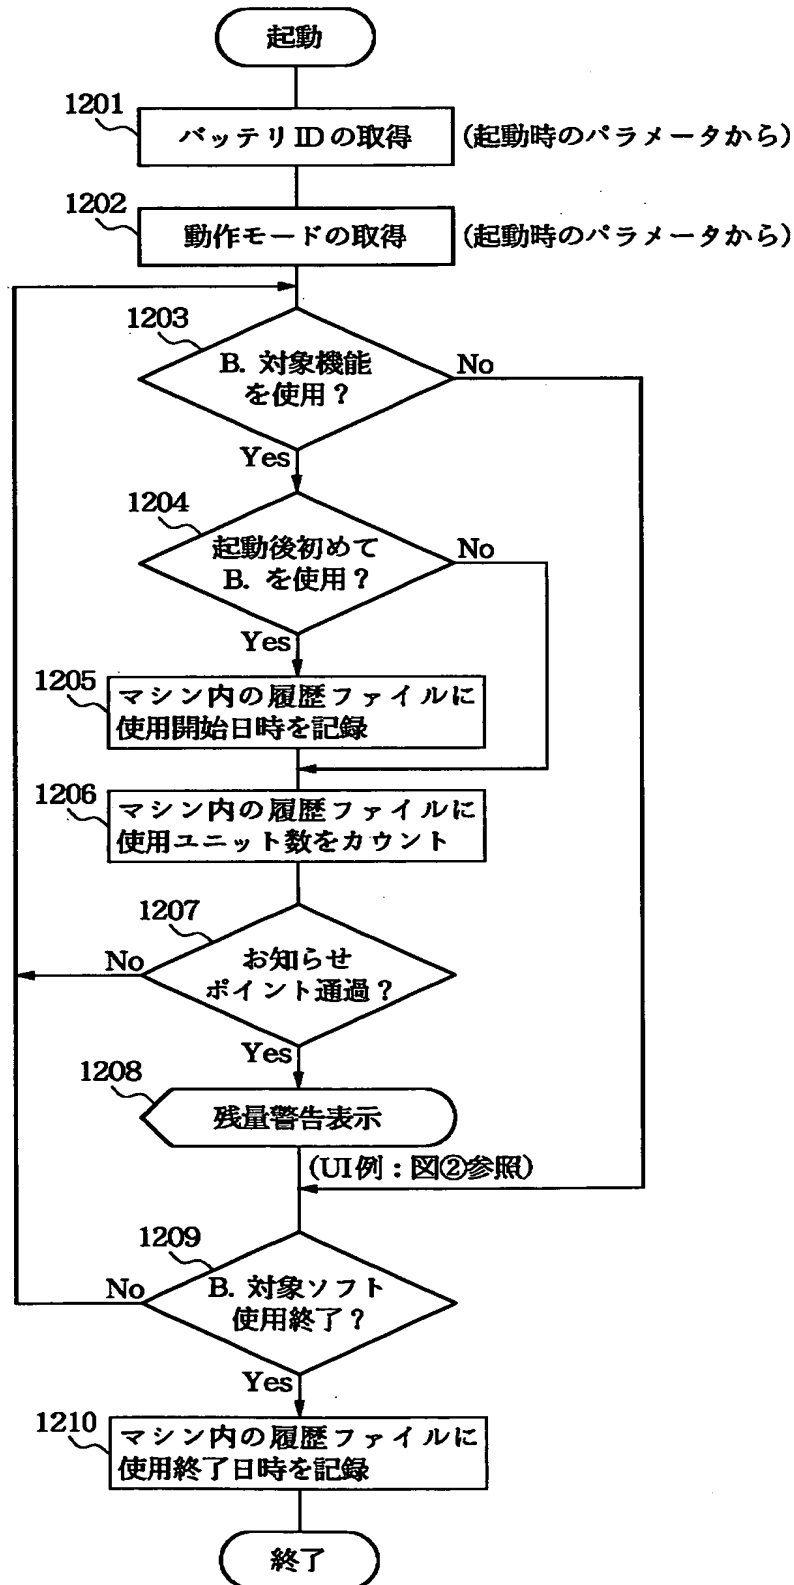 起動
1201
バッテリIDの取得 (起動時のパラメータから)
1202
動作モードの取得 (起動時のパラメータから)
1203
B. 対象機能
を使用？
No
Yes
1204
起動後初めて
B. を使用？
No
Yes
1205
マシン内の履歴ファイルに
使用開始日時を記録
1206
マシン内の履歴ファイルに
使用ユニット数をカウント
1207
お知らせ
ポイント通過？
No
Yes
1208
残量警告表示
(UI例：図②参照)
1209
B. 対象ソフト
使用終了？
No
Yes
1210
マシン内の履歴ファイルに
使用終了日時を記録
終了